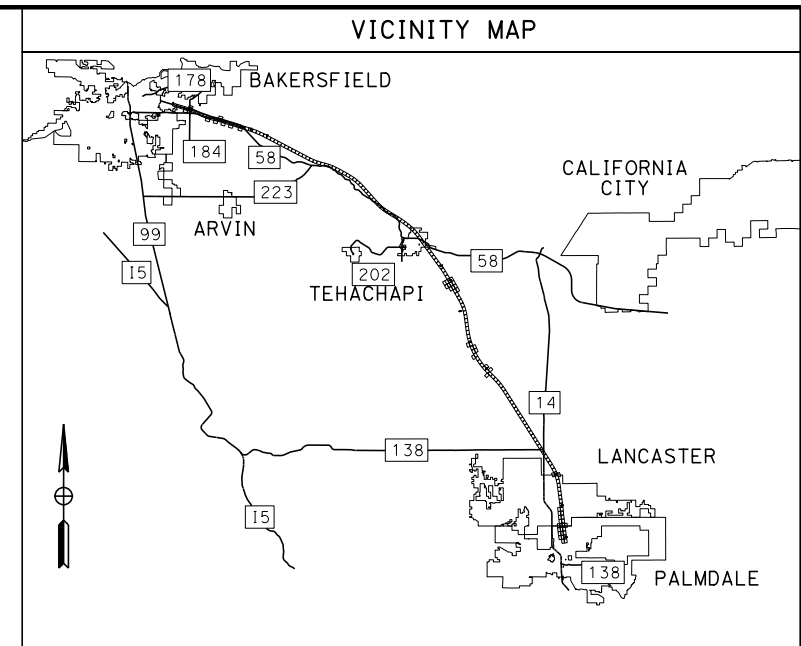 VICINITY MAP
178
BAKERSFIELD
184
58
CALIFORNIA
CITY
223
ARVIN
99
58
I5
202
TEHACHAPI
14
138
LANCASTER
I5
138
PALMDALE